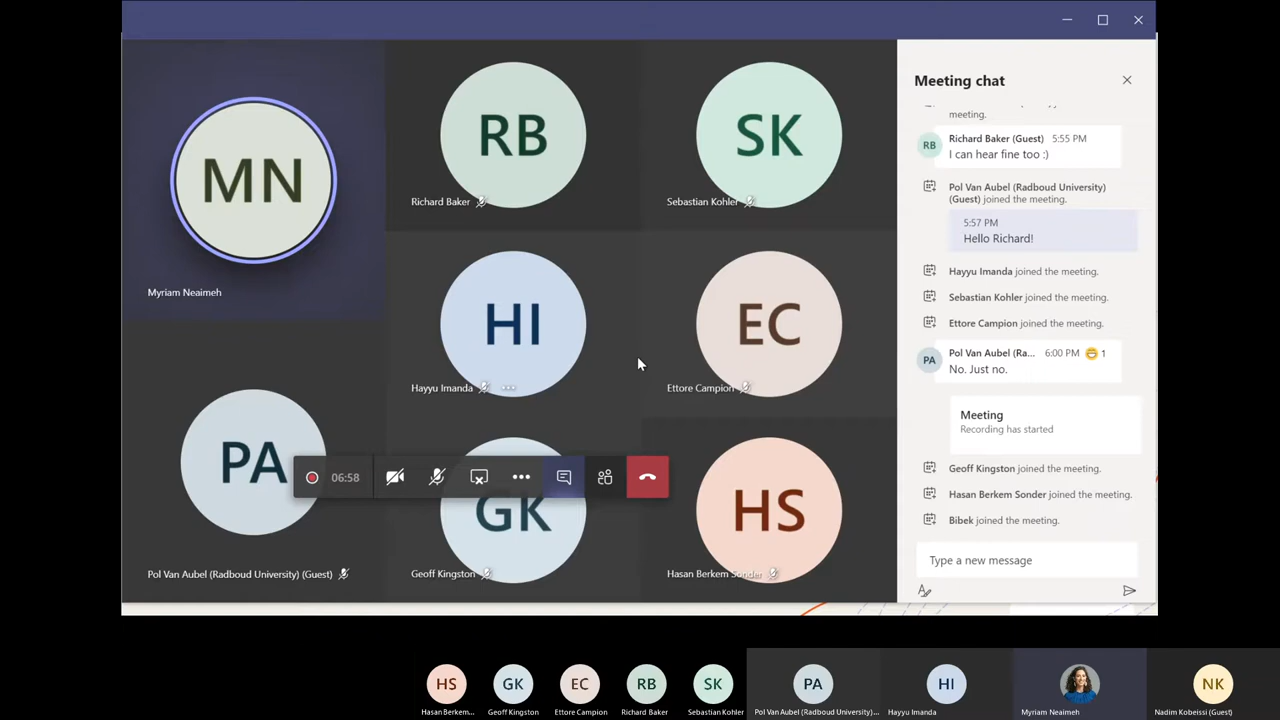 MN
Myriam Neaimeh
RB
Richard Baker
SK
Sebastian Kohler
HI
Hayyu Imanda
EC
Ettore Campion
PA
Pol Van Aubel (Radboud University) (Guest)
06:58
GK
Geoff Kingston
HS
Hasan Berkem Sonder
Meeting chat
meeting.
RB
Richard Baker (Guest) 5:55 PM
I can hear fine too :)
Pol Van Aubel (Radboud University)
(Guest) joined the meeting.
5:57 PM
Hello Richard!
Hayyu Imanda joined the meeting.
Sebastian Kohler joined the meeting.
Ettore Campion joined the meeting.
PA
Pol Van Aubel (Ra... 6:00 PM 1
No. Just no.
Meeting
Recording has started
Geoff Kingston joined the meeting.
Hasan Berkem Sonder joined the meeting.
Bibek joined the meeting.
Type a new message
HS
Hasan Berkem...
GK
Geoff Kingston
EC
Ettore Campion
RB
Richard Baker
SK
Sebastian Kohler
PA
Pol Van Aubel (Radboud University)...
HI
Hayyu Imanda
Myriam Neaimeh
NK
Nadim Kobeissi (Guest)